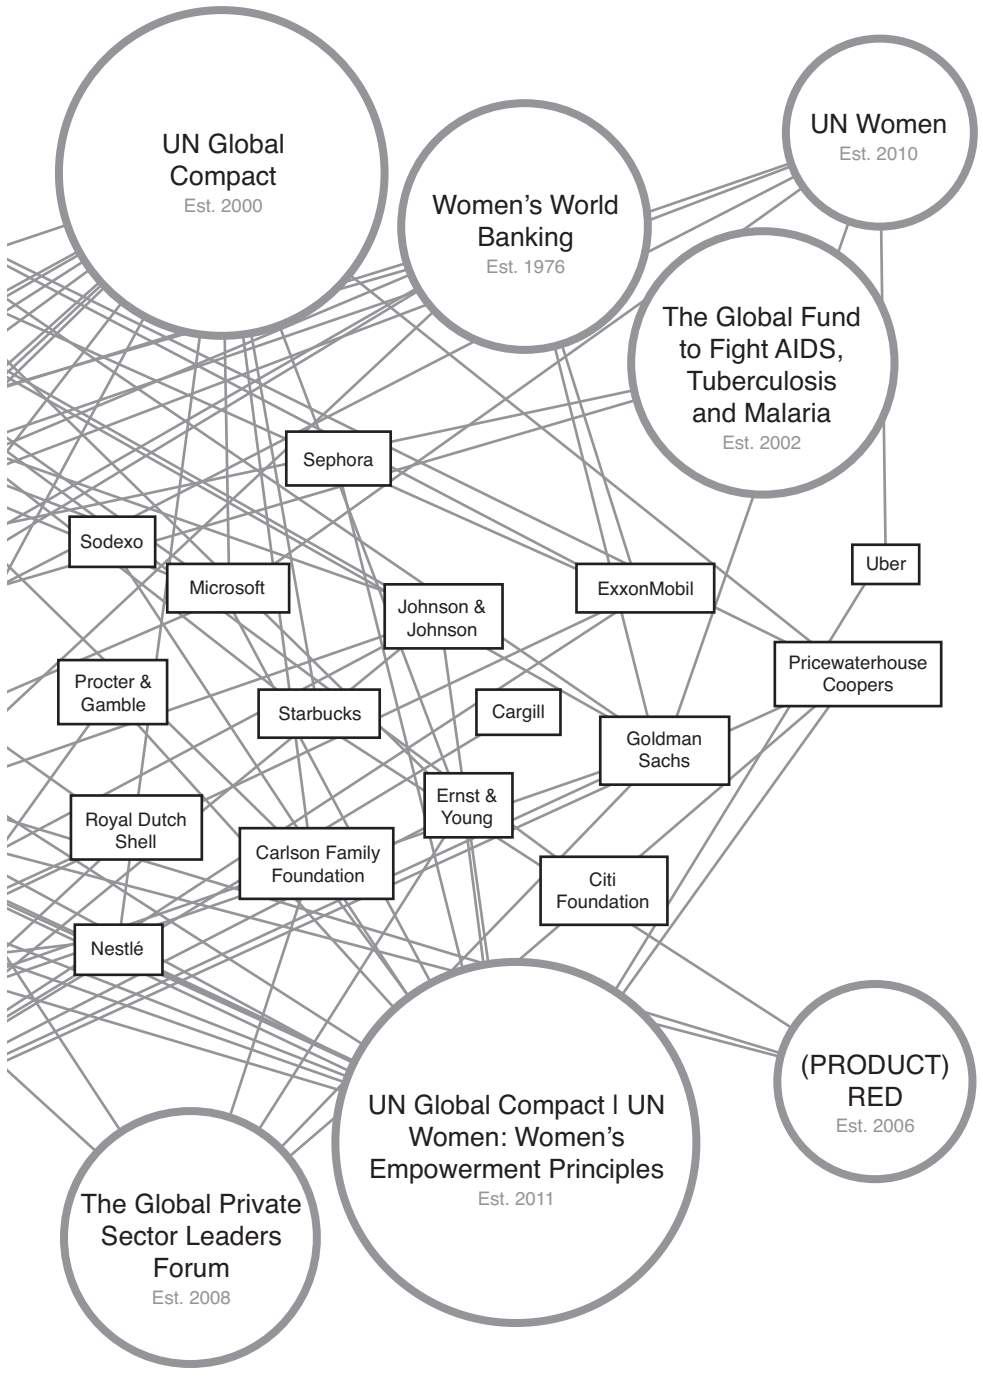 UN Global
Compact
Est. 2000
Women's World
Banking
Est. 1976
UN Women
Est. 2010
The Global Fund
to Fight AIDS,
Tuberculosis
and Malaria
Est. 2002
Sephora
Sodexo
Microsoft
Johnson &
Johnson
ExxonMobil
Uber
Procter &
Gamble
Starbucks
Cargill
Pricewaterhouse
Coopers
Goldman
Sachs
Royal Dutch
Shell
Ernst &
Young
Carlson Family
Foundation
Citi
Foundation
Nestlé
(PRODUCT)
RED
Est. 2006
UN Global Compact | UN
Women: Women's
Empowerment Principles
Est. 2011
The Global Private
Sector Leaders
Forum
Est. 2008